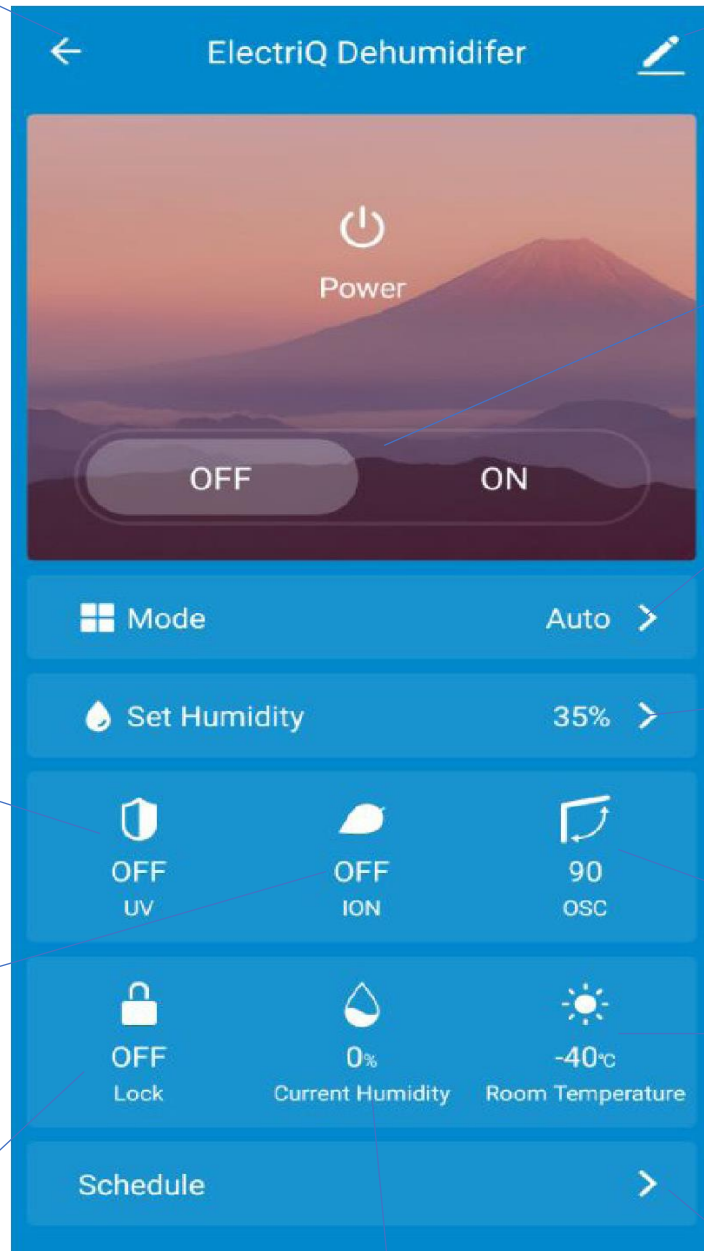 ElectriQ Dehumidifer
Power
OFF ON
Mode Auto
Set Humidity 35%
OFF OFF 90
UV ION OSC
OFF 0% -40°C
Lock Current Humidity Room Temperature
Schedule